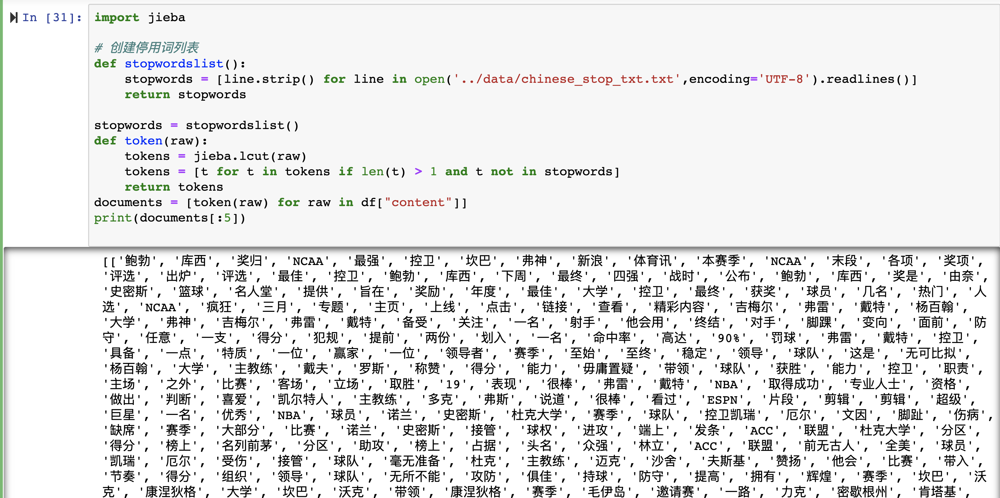 In [31]:
import jieba
# 创建停用词列表
def stopwordslist():
    stopwords = [line.strip() for line in open('../data/chinese_stop_txt.txt',encoding='UTF-8').readlines()]
    return stopwords
stopwords = stopwordslist()
def token(raw):
    tokens = jieba.lcut(raw)
    tokens = [t for t in tokens if len(t) > 1 and t not in stopwords]
    return tokens
documents = [token(raw) for raw in df["content"]]
print(documents[:5])
[['鲍勃', '库西', '奖归', 'NCAA', '最强', '控卫', '坎巴', '弗神', '新浪', '体育讯', '本赛季', 'NCAA', '末段', '各项', '奖项',
'评选', '出炉', '评选', '最佳', '控卫', '鲍勃', '库西', '下周', '最终', '四强', '战时', '公布', '鲍勃', '库西', '奖是', '由奈',
'史密斯', '篮球', '名人堂', '提供', '旨在', '奖励', '年度', '最佳', '大学', '控卫', '最终', '获奖', '球员', '几名', '热门', '人
选', 'NCAA', '疯狂', '三月', '专题', '主页', '上线', '点击', '链接', '查看', '精彩内容', '吉梅尔', '弗雷', '戴特', '杨百翰',
'大学', '弗神', '吉梅尔', '弗雷', '戴特', '备受', '关注', '一名', '射手', '他会用', '终结', '对手', '脚踝', '变向', '面前', '防
守', '任意', '一支', '得分', '犯规', '提前', '两份', '划入', '一名', '命中率', '高达', '90%', '罚球', '弗雷', '戴特', '控卫',
'具备', '一点', '特质', '一位', '赢家', '一位', '领导者', '赛季', '至始', '至终', '稳定', '领导', '球队', '这是', '无可比拟',
'杨百翰', '大学', '主教练', '戴夫', '罗斯', '称赞', '得分', '能力', '毋庸置疑', '带领', '球队', '获胜', '能力', '控卫', '职责',
'主场', '之外', '比赛', '客场', '立场', '取胜', '19', '表现', '很棒', '弗雷', '戴特', 'NBA', '取得成功', '专业人士', '资格',
'做出', '判断', '喜爱', '凯尔特人', '主教练', '多克', '弗斯', '说道', '很棒', '看过', 'ESPN', '片段', '剪辑', '剪辑', '超级',
'巨星', '一名', '优秀', 'NBA', '球员', '诺兰', '史密斯', '杜克大学', '赛季', '球队', '控卫凯瑞', '厄尔', '文因', '脚趾', '伤病',
'缺席', '赛季', '大部分', '比赛', '诺兰', '史密斯', '接管', '球权', '进攻', '端上', '发条', 'ACC', '联盟', '杜克大学', '分区',
'得分', '榜上', '名列前茅', '分区', '助攻', '榜上', '占据', '头名', '众强', '林立', 'ACC', '联盟', '前无古人', '全美', '球员',
'凯瑞', '厄尔', '受伤', '接管', '球队', '毫无准备', '杜克', '主教练', '迈克', '沙舍', '夫斯基', '赞扬', '他会', '比赛', '带入',
'节奏', '得分', '组织', '领导', '球队', '无所不能', '攻防', '俱佳', '持球', '防守', '提高', '拥有', '辉煌', '赛季', '坎巴', '沃
克', '康涅狄格', '大学', '坎巴', '沃克', '带领', '康涅狄格', '赛季', '毛伊岛', '邀请赛', '一路', '力克', '密歇根州', '肯塔基',